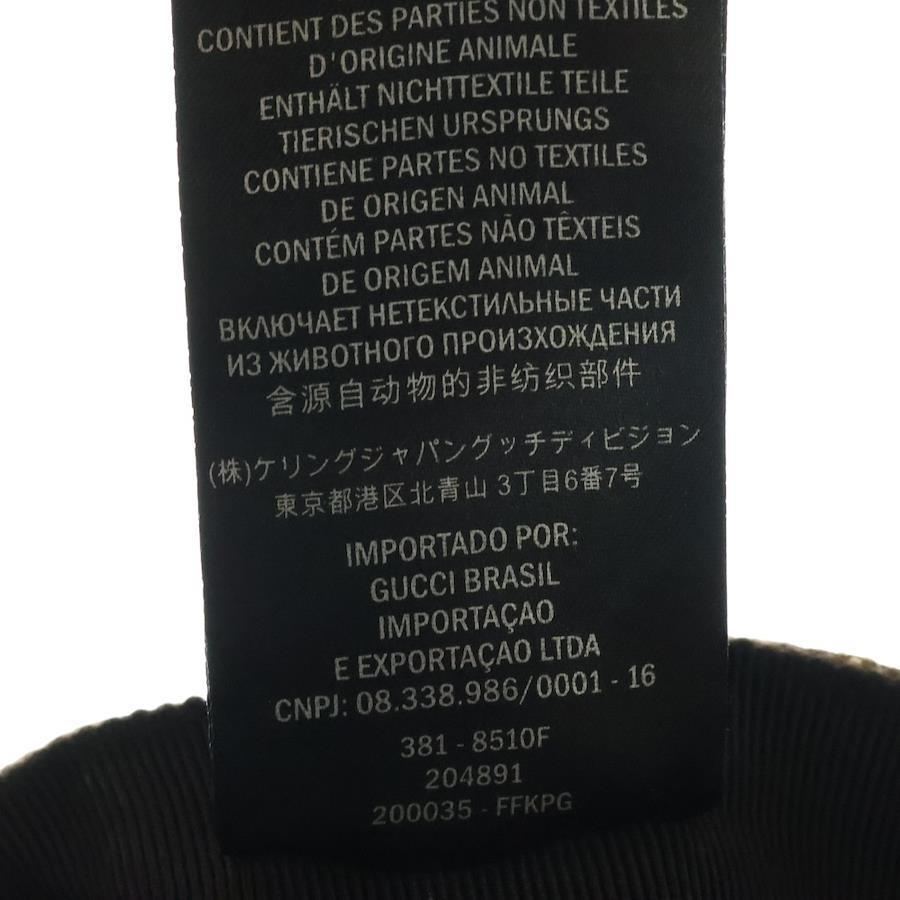 CONTIENT DES PARTIES NON TEXTILES
D'ORIGINE ANIMALE
ENTHÄLT NICHTTEXTILE TEILE
TIERISCHEN URSPRUNGS
CONTIENE PARTES NO TEXTILES
DE ORIGEN ANIMAL
CONTÉM PARTES NÃO TÊXTEIS
DE ORIGEM ANIMAL
ВКЛЮЧАЕТ НЕТЕКСТИЛЬНЫЕ ЧАСТИ
ИЗ ЖИВОТНОГО ПРОИЗХОЖДЕНИЯ
含源自动物的非纺织部件
(株)ケリングジャパングッチディビジョン
東京都港区北青山 3丁目6番7号
IMPORTADO POR:
GUCCI BRASIL
IMPORTAÇAO
E EXPORTAÇAO LTDA
CNPJ: 08.338.986/0001 - 16
381 - 8510F
204891
200035 - FFKPG